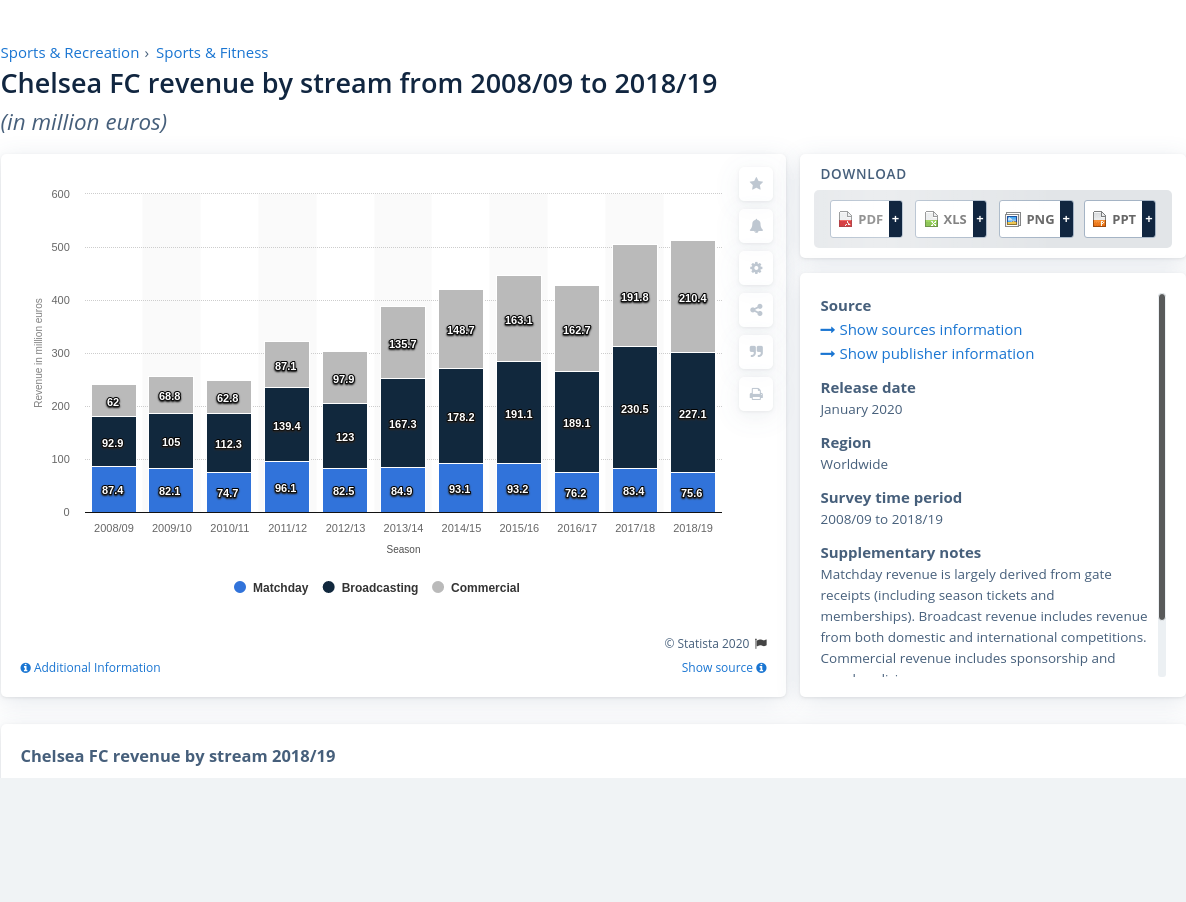 Sports & Recreation › Sports & Fitness
Chelsea FC revenue by stream from 2008/09 to 2018/19
(in million euros)
Revenue in million euros
600
500
400
300
200
100
0
62 68.8 62.8 87.1 97.9 135.7 148.7 163.1 162.7 191.8 210.4
92.9 105 112.3 139.4 123 167.3 178.2 191.1 189.1 230.5 227.1
87.4 82.1 74.7 96.1 82.5 84.9 93.1 93.2 76.2 83.4 75.6
2008/09 2009/10 2010/11 2011/12 2012/13 2013/14 2014/15 2015/16 2016/17 2017/18 2018/19
Season
Matchday Broadcasting Commercial
© Statista 2020
Additional Information
Show source
DOWNLOAD
PDF + XLS + PNG + PPT +
Source
Show sources information
Show publisher information
Release date
January 2020
Region
Worldwide
Survey time period
2008/09 to 2018/19
Supplementary notes
Matchday revenue is largely derived from gate
receipts (including season tickets and
memberships). Broadcast revenue includes revenue
from both domestic and international competitions.
Commercial revenue includes sponsorship and
Chelsea FC revenue by stream 2018/19